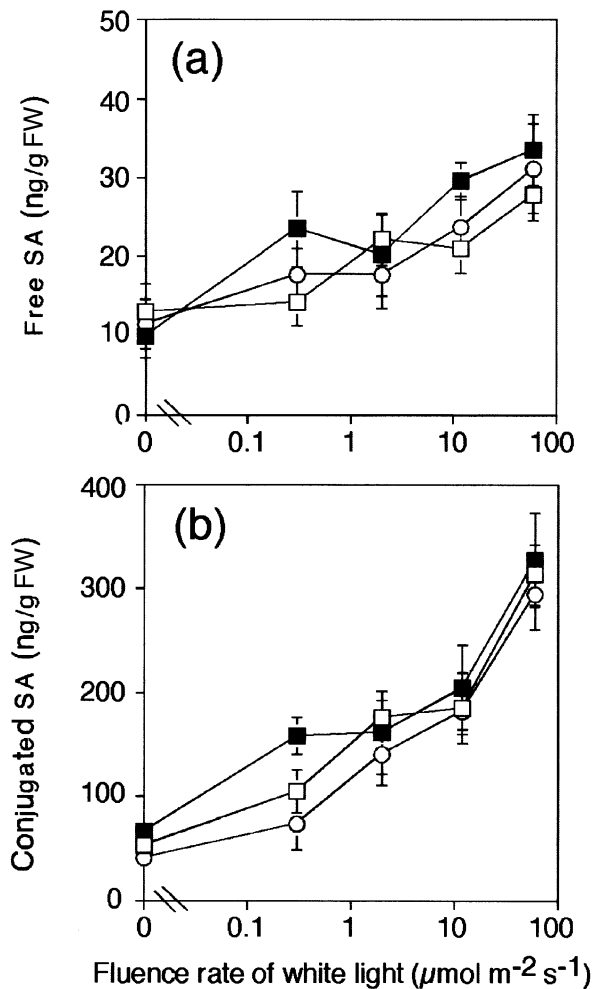 50
(a)
40
30
20
10
0
Free SA (ng/g FW)
0 0.1 1 10 100
400
(b)
300
200
100
0
Conjugated SA (ng/g FW)
0 0.1 1 10 100
Fluence rate of white light (µmol m-2 s-1)